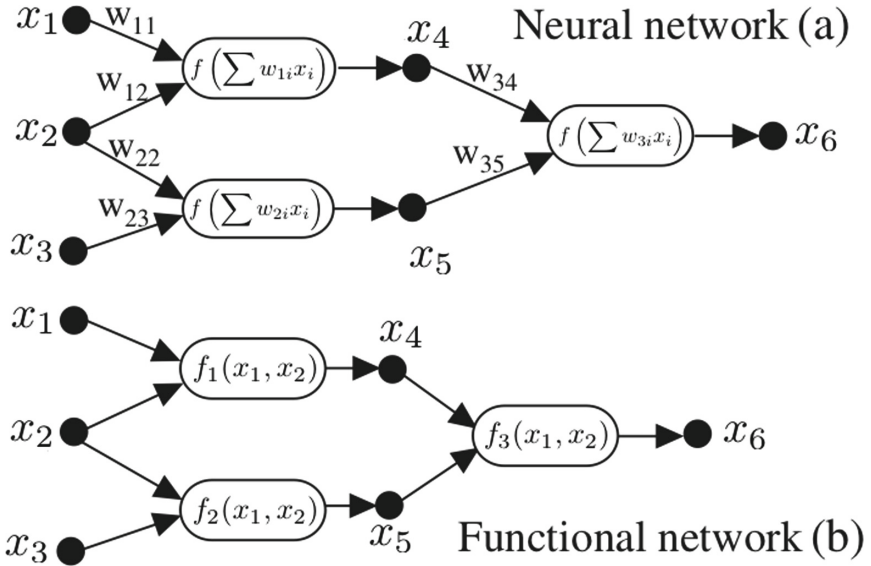 x1 w11 x4 Neural network (a)
f (∑ w1ixi) w34
w12
x2 f (∑ w3ixi) x6
w22 w35
w23 f (∑ w2ixi)
x3 x5
x1 x4
f1(x1, x2)
x2 f3(x1, x2) x6
f2(x1, x2)
x3 x5 Functional network (b)